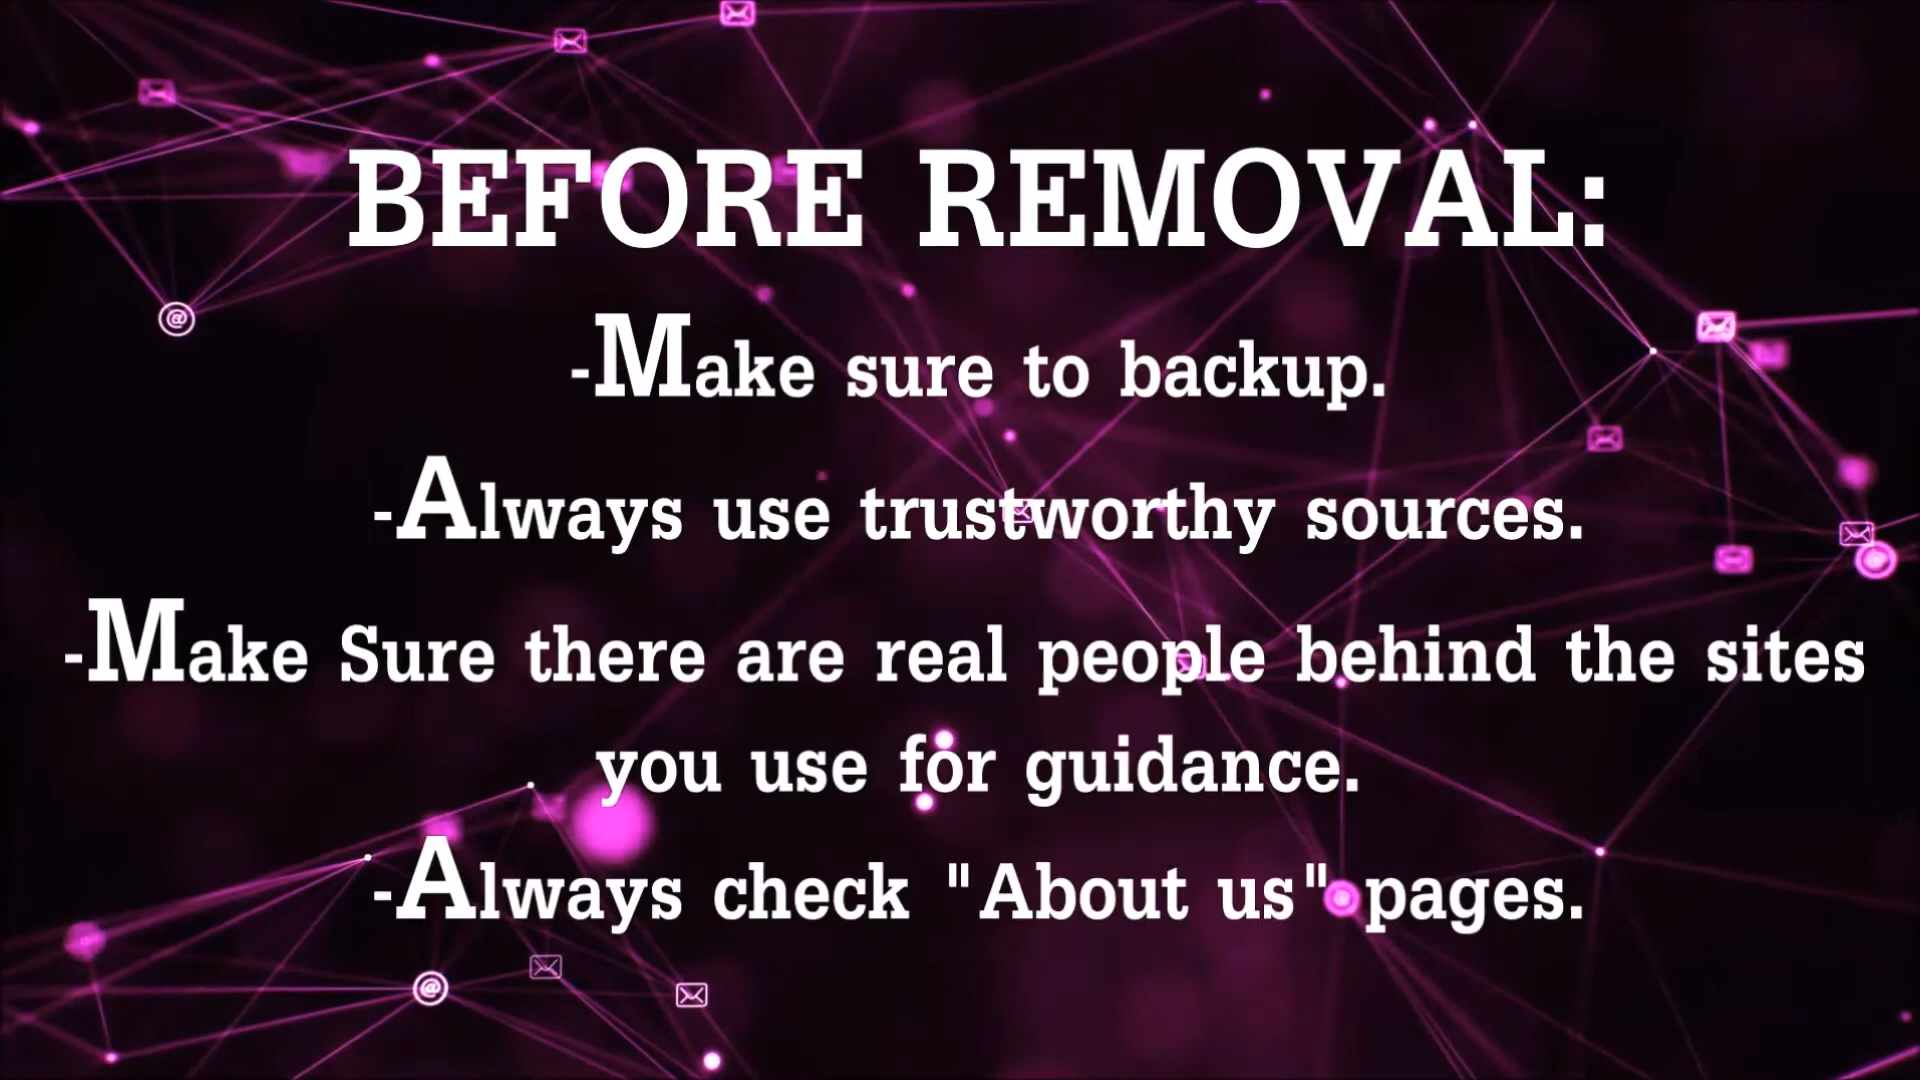 BEFORE REMOVAL:
-Make sure to backup.
-Always use trustworthy sources.
-Make Sure there are real people behind the sites
you use for guidance.
-Always check "About us" pages.